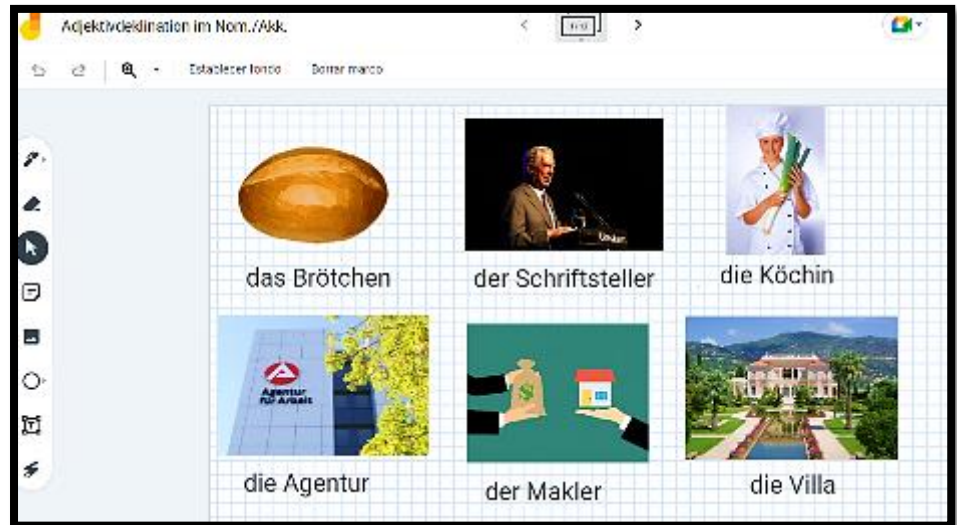 Adjektivdeklination im Nom./Akk.
Establecer fondo Borrar marco
das Brötchen
der Schriftsteller
die Köchin
Agentur
für Arbeit
die Agentur
der Makler
die Villa